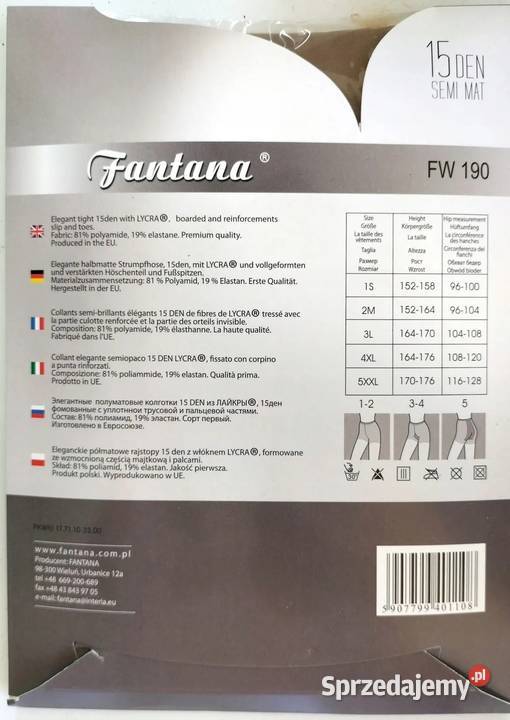 15 DEN
SEMI MAT
Fantana®
FW 190
Elegant tight 15den with LYCRA®, boarded and reinforcements
slip and toes.
Fabric: 81% polyamide, 19% elastane. Premium quality.
Produced in the EU.
Elegante halbmatte Strumpfhose, 15den, mit LYCRA® und vollgeformten
und verstärkten Höschenteil und Fußspitzen.
Materialzusammensetzung: 81 % Polyamid, 19 % Elastan. Erste Qualität.
Hergestellt in der EU.
Collants semi-brillants élégants 15 DEN de fibres de LYCRA® tressé avec
la partie culotte renforcée et la partie des orteils invisible.
Composition: 81% polyamide, 19% élasthanne. La haute qualité.
Fabriqué dans l'UE.
Collant elegante semiopaco 15 DEN LYCRA®, fissato con corpino
a punta rinforzati.
Composizione: 81% poliammide, 19% elastan. Qualità prima.
Prodotto in UE.
Элегантные полуматовые колготки 15 DEN из ЛАЙКРЫ®, 15ден
фомованные с уплотнной трусовой и пальцевой частями.
Состав: 81% полиамид, 19% эластан. Сорт первый.
Изготовлено в Евросоюзе.
Eleganckie półmatowe rajstopy 15 den z włóknem LYCRA®, formowane
ze wzmocnioną częścią majtkową i palcami.
Skład: 81% poliamid, 19% elastan. Jakość pierwsza.
Produkt polski. Wyprodukowano w UE.
Size Height Hip measurement
Größe Körpergröße Hüftumfang
La taille des vêtements La taille La circonférence des hanches
Taglia Altezza Circonferenza dei fianchi
Размер Рост Обхват бедер
Rozmiar Wzrost Obwód bioder
1S 152-158 96-100
2M 152-164 96-104
3L 164-170 104-108
4XL 164-176 108-120
5XXL 170-176 116-128
1-2 3-4 5
30°
PKWiU 17.71.10-33.00
www.fantana.com.pl
Producent: FANTANA
98-300 Wieluń, Urbanice 12a
tel +48 669-200-689
fax +48 43 843 97 05
e-mail: fantana@interia.eu
5907799401108
Sprzedajemy.pl